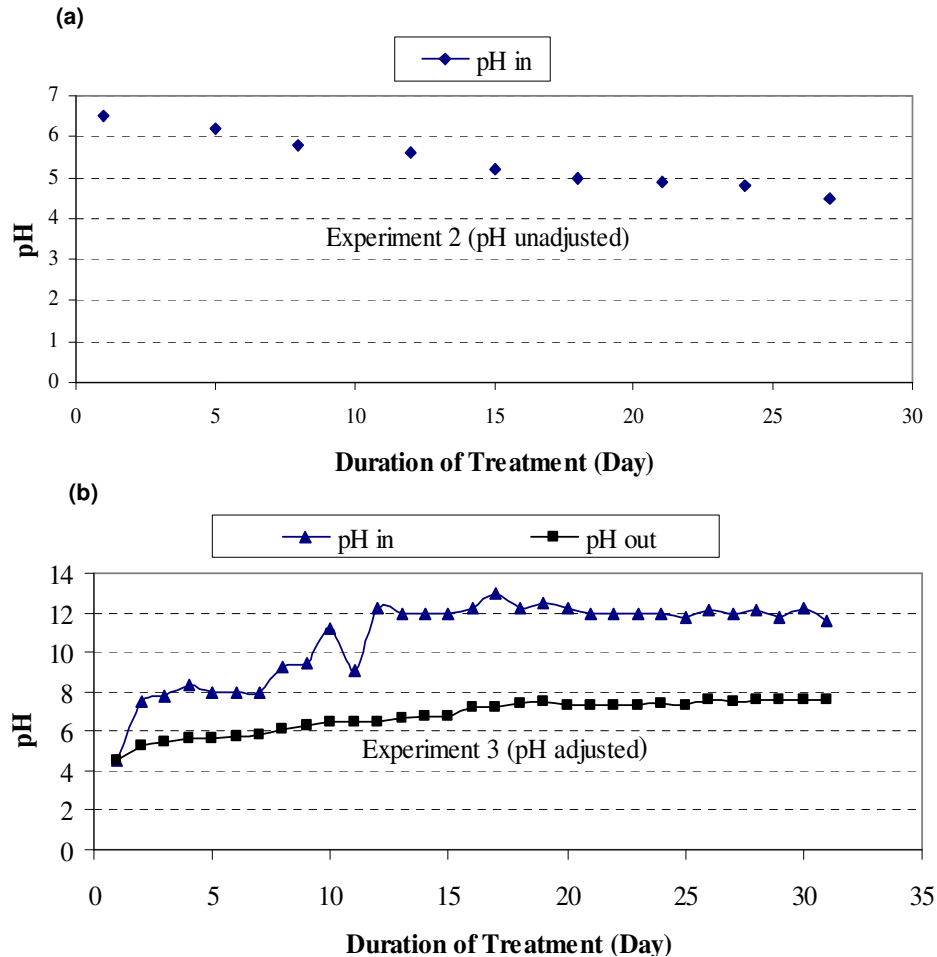 (a)
pH in
7
6
5
4
3
2
1
0
pH
Experiment 2 (pH unadjusted)
0 5 10 15 20 25 30
Duration of Treatment (Day)
(b)
pH in pH out
14
12
10
8
6
4
2
0
pH
Experiment 3 (pH adjusted)
0 5 10 15 20 25 30 35
Duration of Treatment (Day)